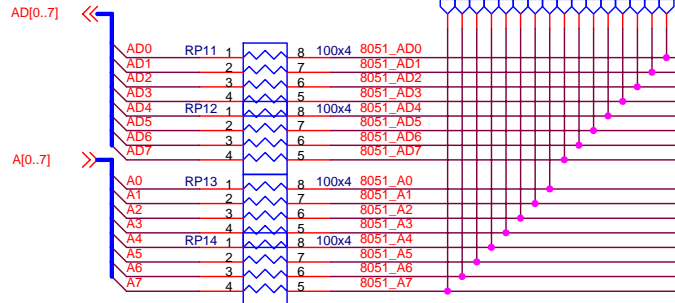 AD[0..7]
AD0 RP11 1 8 100x4 8051_AD0
AD1 2 7 8051_AD1
AD2 3 6 8051_AD2
AD3 4 5 8051_AD3
AD4 RP12 1 8 100x4 8051_AD4
AD5 2 7 8051_AD5
AD6 3 6 8051_AD6
AD7 4 5 8051_AD7
A[0..7]
A0 RP13 1 8 100x4 8051_A0
A1 2 7 8051_A1
A2 3 6 8051_A2
A3 4 5 8051_A3
A4 RP14 1 8 100x4 8051_A4
A5 2 7 8051_A5
A6 3 6 8051_A6
A7 4 5 8051_A7